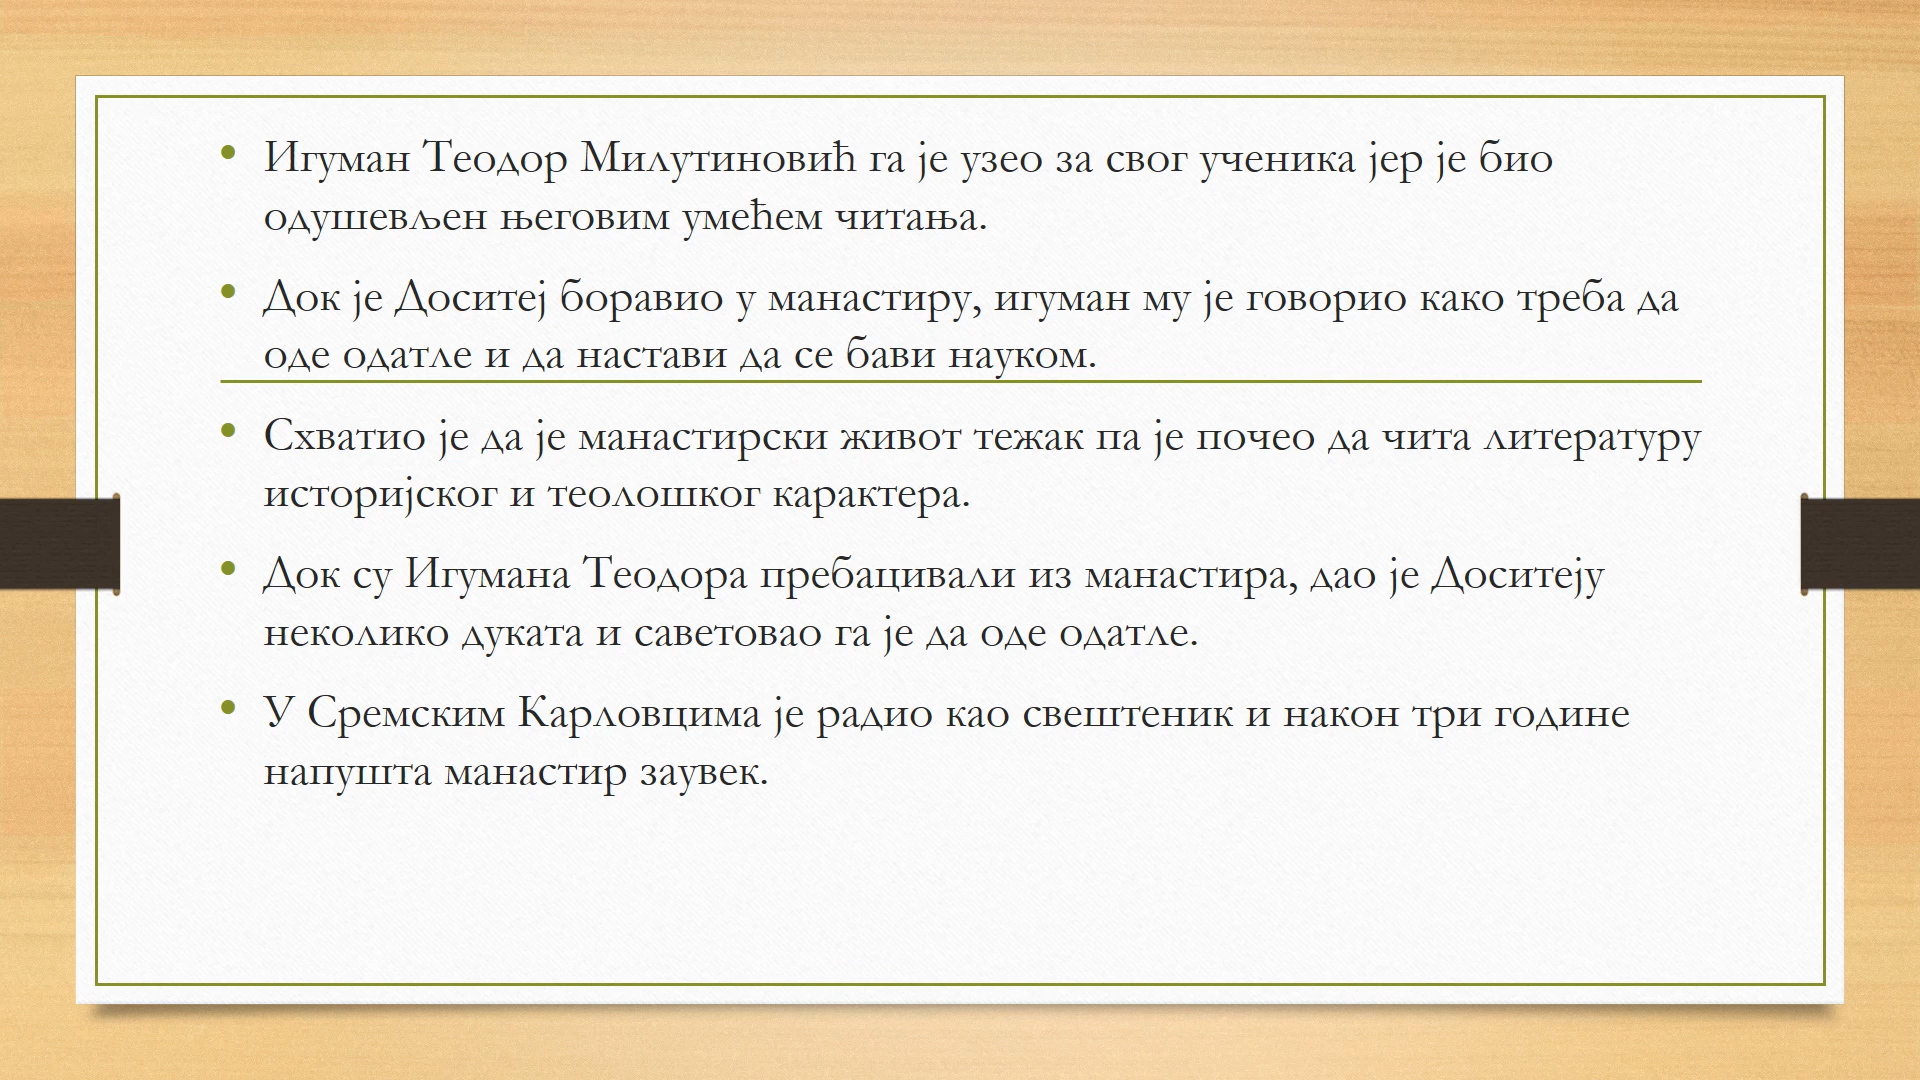 • Игуман Теодор Милутиновић га је узео за свог ученика јер је био
одушевљен његовим умећем читања.
• Док је Доситеј боравио у манастиру, игуман му је говорио како треба да
оде одатле и да настави да се бави науком.
• Схватио је да је манастирски живот тежак па је почео да чита литературу
историјског и теолошког карактера.
• Док су Игумана Теодора пребацивали из манастира, дао је Доситеју
неколико дуката и саветовао га је да оде одатле.
• У Сремским Карловцима је радио као свештеник и након три године
напушта манастир заувек.